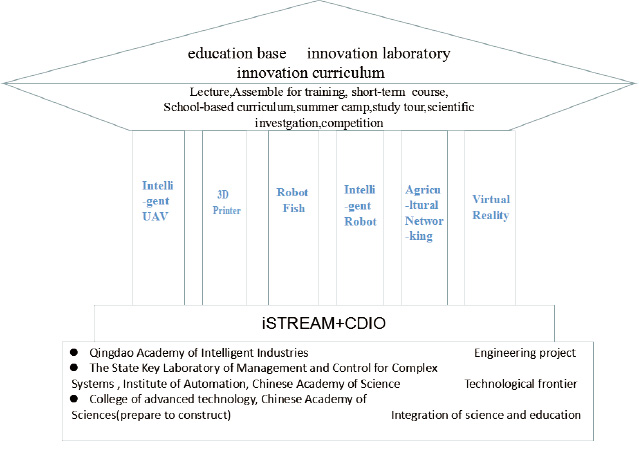 education base innovation laboratory
innovation curriculum
Lecture,Assemble for training, short-term course,
School-based curriculum,summer camp,study tour,scientific
investgation,competition
Intelli
-gent
UAV
3D
Printer
Robot
Fish
Intelli
-gent
Robot
Agricu
-ltural
Networ
-king
Virtual
Reality
iSTREAM+CDIO
● Qingdao Academy of Intelligent Industries Engineering project
● The State Key Laboratory of Management and Control for Complex
Systems , Institute of Automation, Chinese Academy of Science Technological frontier
● College of advanced technology, Chinese Academy of
Sciences(prepare to construct) Integration of science and education